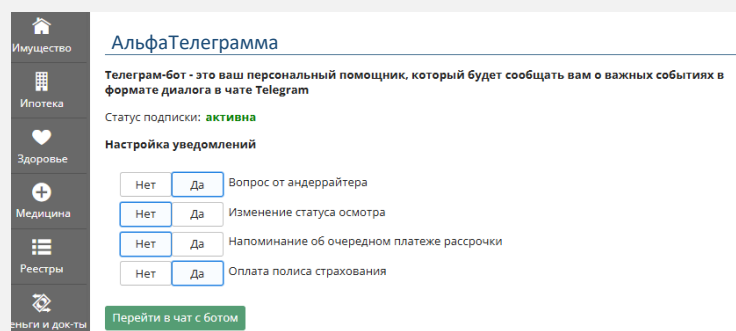 Имущество
Ипотека
Здоровье
Медицина
Реестры
еньги и док-ты
АльфаТелеграмма
Телеграм-бот - это ваш персональный помощник, который будет сообщать вам о важных событиях в
формате диалога в чате Telegram
Статус подписки: активна
Настройка уведомлений
Нет Да Вопрос от андеррайтера
Нет Да Изменение статуса осмотра
Нет Да Напоминание об очередном платеже рассрочки
Нет Да Оплата полиса страхования
Перейти в чат с ботом